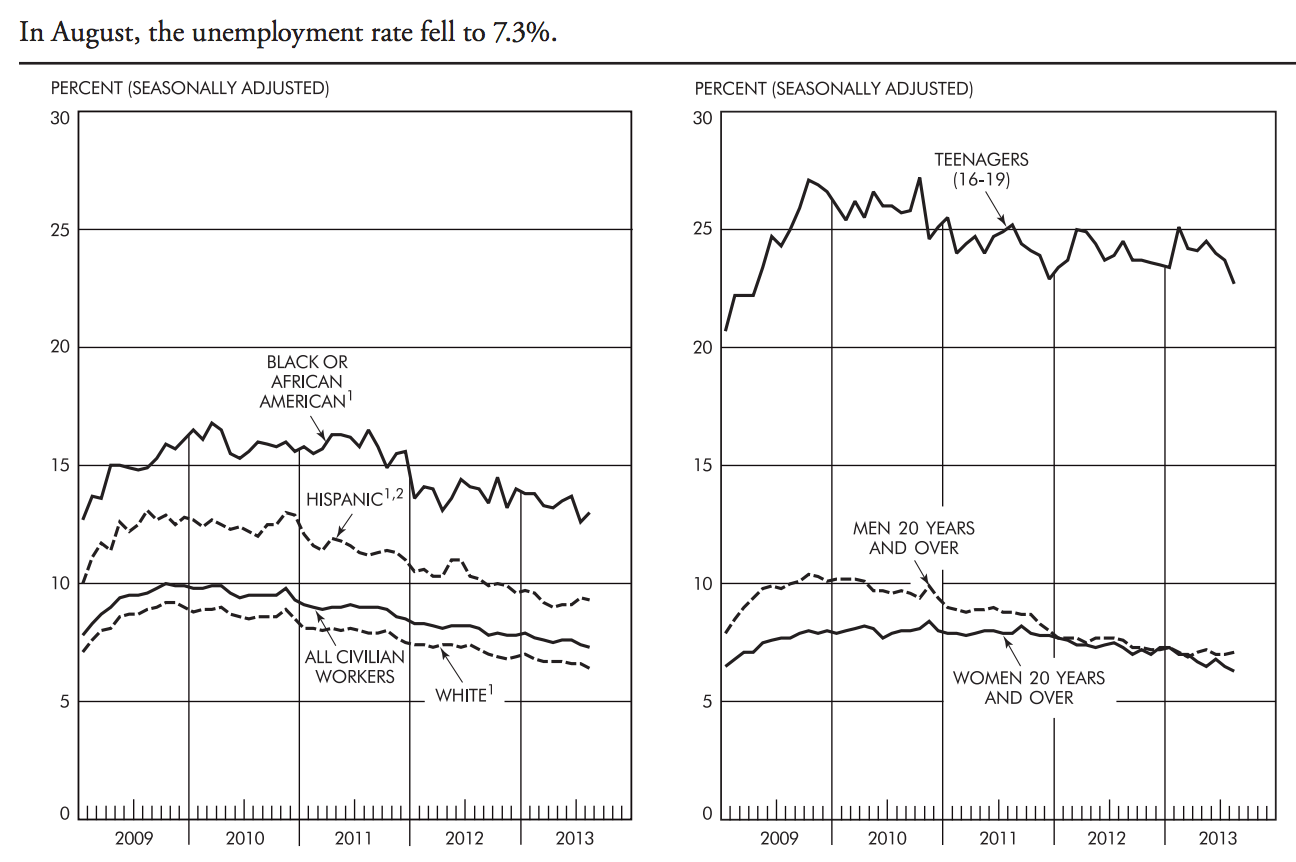 In August, the unemployment rate fell to 7.3%.
PERCENT (SEASONALLY ADJUSTED)
30
25
20
15
10
5
0
BLACK OR
AFRICAN
AMERICAN1
HISPANIC1,2
ALL CIVILIAN
WORKERS
WHITE1
2009 2010 2011 2012 2013
PERCENT (SEASONALLY ADJUSTED)
30
25
20
15
10
5
0
TEENAGERS
(16-19)
MEN 20 YEARS
AND OVER
WOMEN 20 YEARS
AND OVER
2009 2010 2011 2012 2013